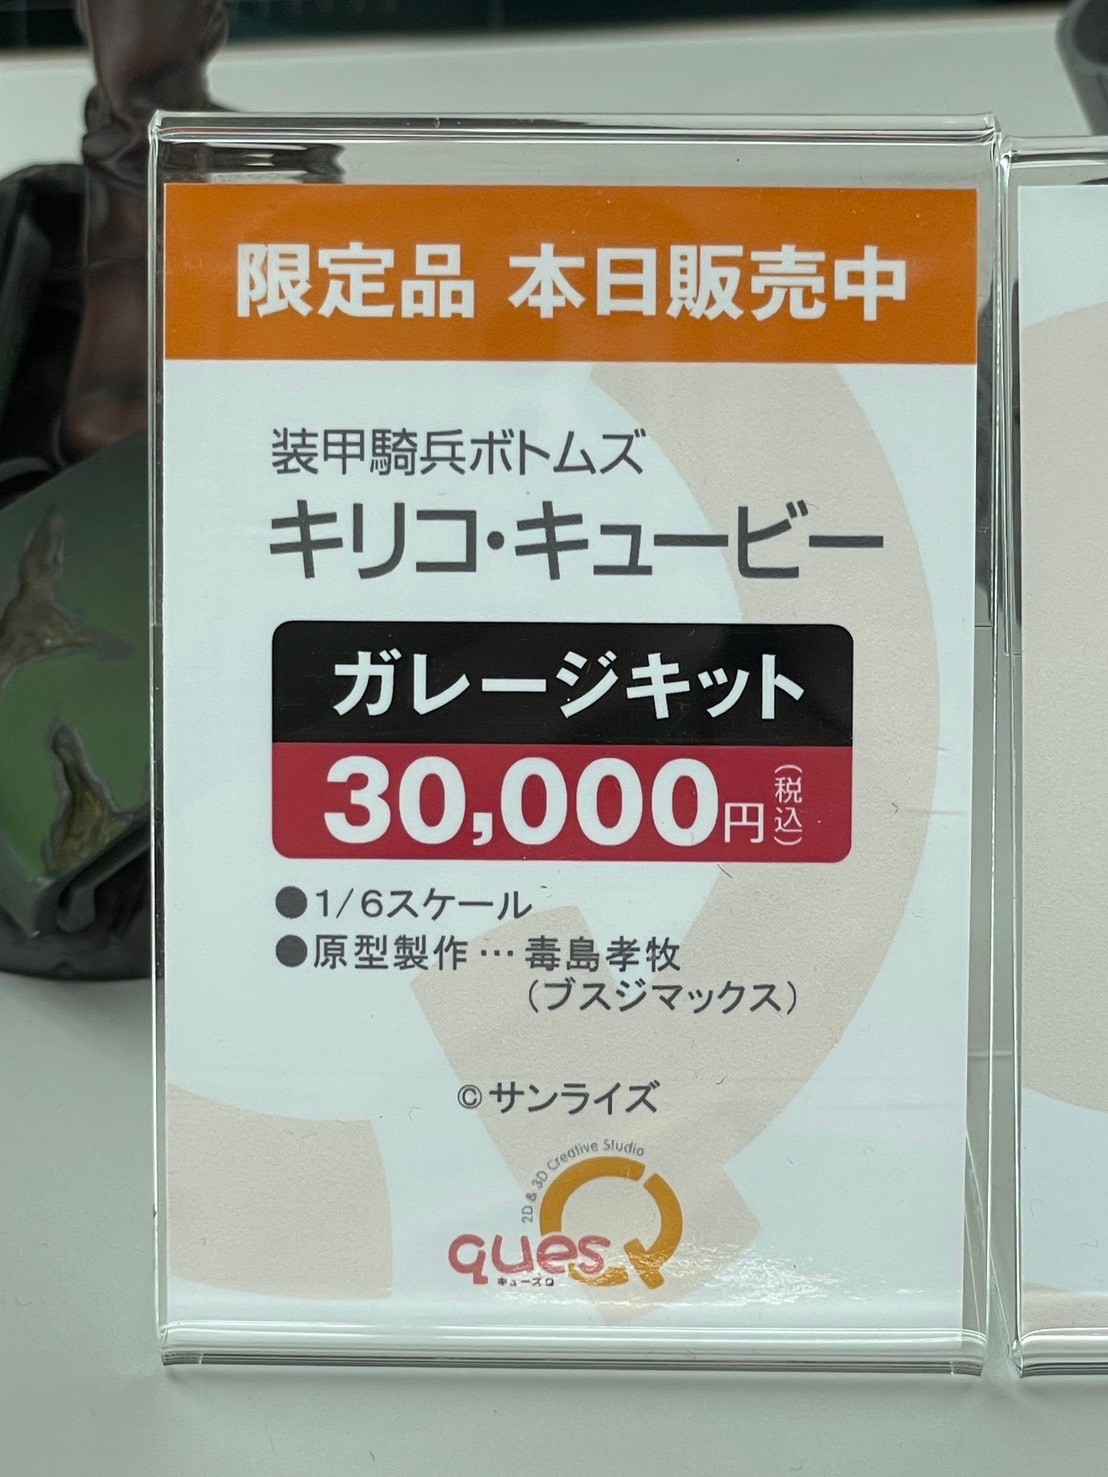 限定品 本日販売中
装甲騎兵ボトムズ
キリコ・キュービー
ガレージキット
30,000円(税込)
●1/6スケール
●原型製作…毒島孝牧
(ブスジマックス)
©サンライズ
2D & 3D Creative Studio
quesQ
キューズQ